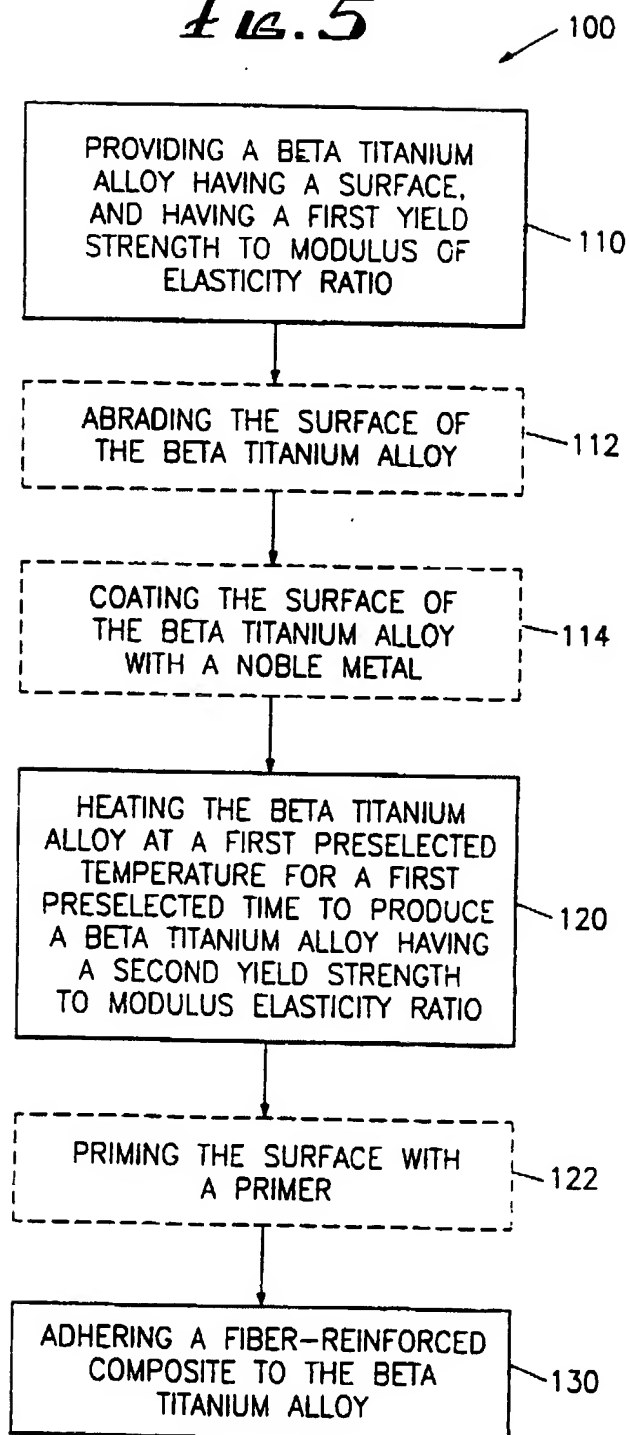 FIG. 5
100
PROVIDING A BETA TITANIUM
ALLOY HAVING A SURFACE,
AND HAVING A FIRST YIELD
STRENGTH TO MODULUS OF
ELASTICITY RATIO
110
ABRADING THE SURFACE OF
THE BETA TITANIUM ALLOY
112
COATING THE SURFACE OF
THE BETA TITANIUM ALLOY
WITH A NOBLE METAL
114
HEATING THE BETA TITANIUM
ALLOY AT A FIRST PRESELECTED
TEMPERATURE FOR A FIRST
PRESELECTED TIME TO PRODUCE
A BETA TITANIUM ALLOY HAVING
A SECOND YIELD STRENGTH
TO MODULUS ELASTICITY RATIO
120
PRIMING THE SURFACE WITH
A PRIMER
122
ADHERING A FIBER-REINFORCED
COMPOSITE TO THE BETA
TITANIUM ALLOY
130